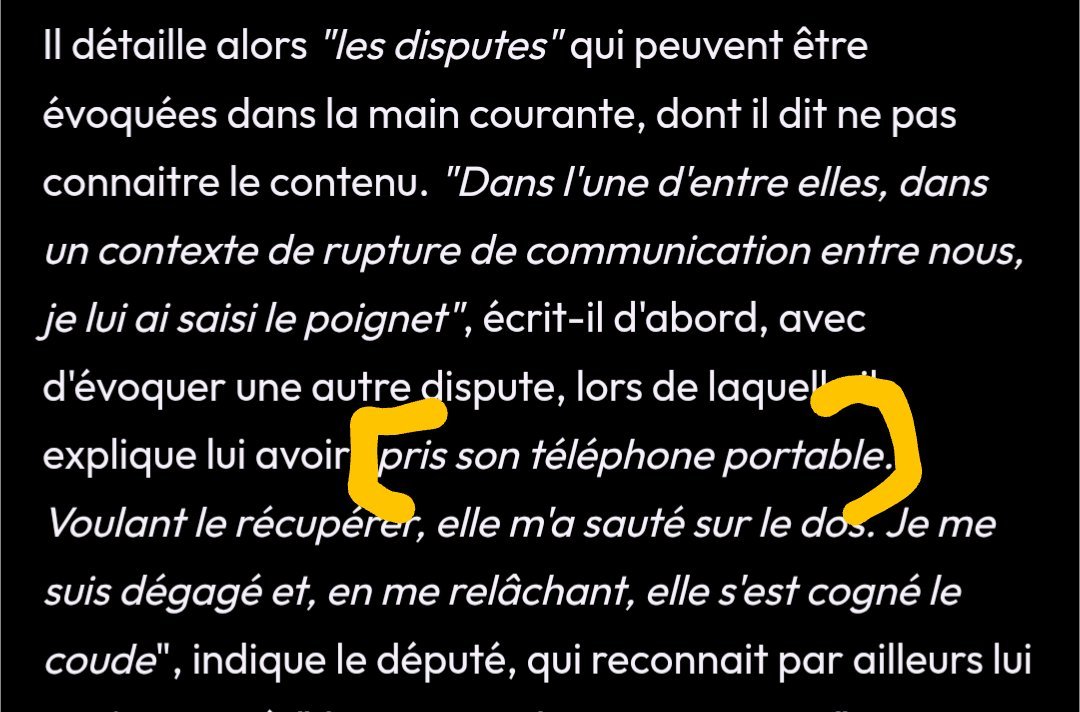 Il détaille alors "les disputes" qui peuvent être
évoquées dans la main courante, dont il dit ne pas
connaitre le contenu. "Dans l'une d'entre elles, dans
un contexte de rupture de communication entre nous,
je lui ai saisi le poignet", écrit-il d'abord, avec
d'évoquer une autre dispute, lors de laquelle il
explique lui avoir pris son téléphone portable.
Voulant le récupérer, elle m'a sauté sur le dos. Je me
suis dégagé et, en me relâchant, elle s'est cogné le
coude", indique le député, qui reconnait par ailleurs lui